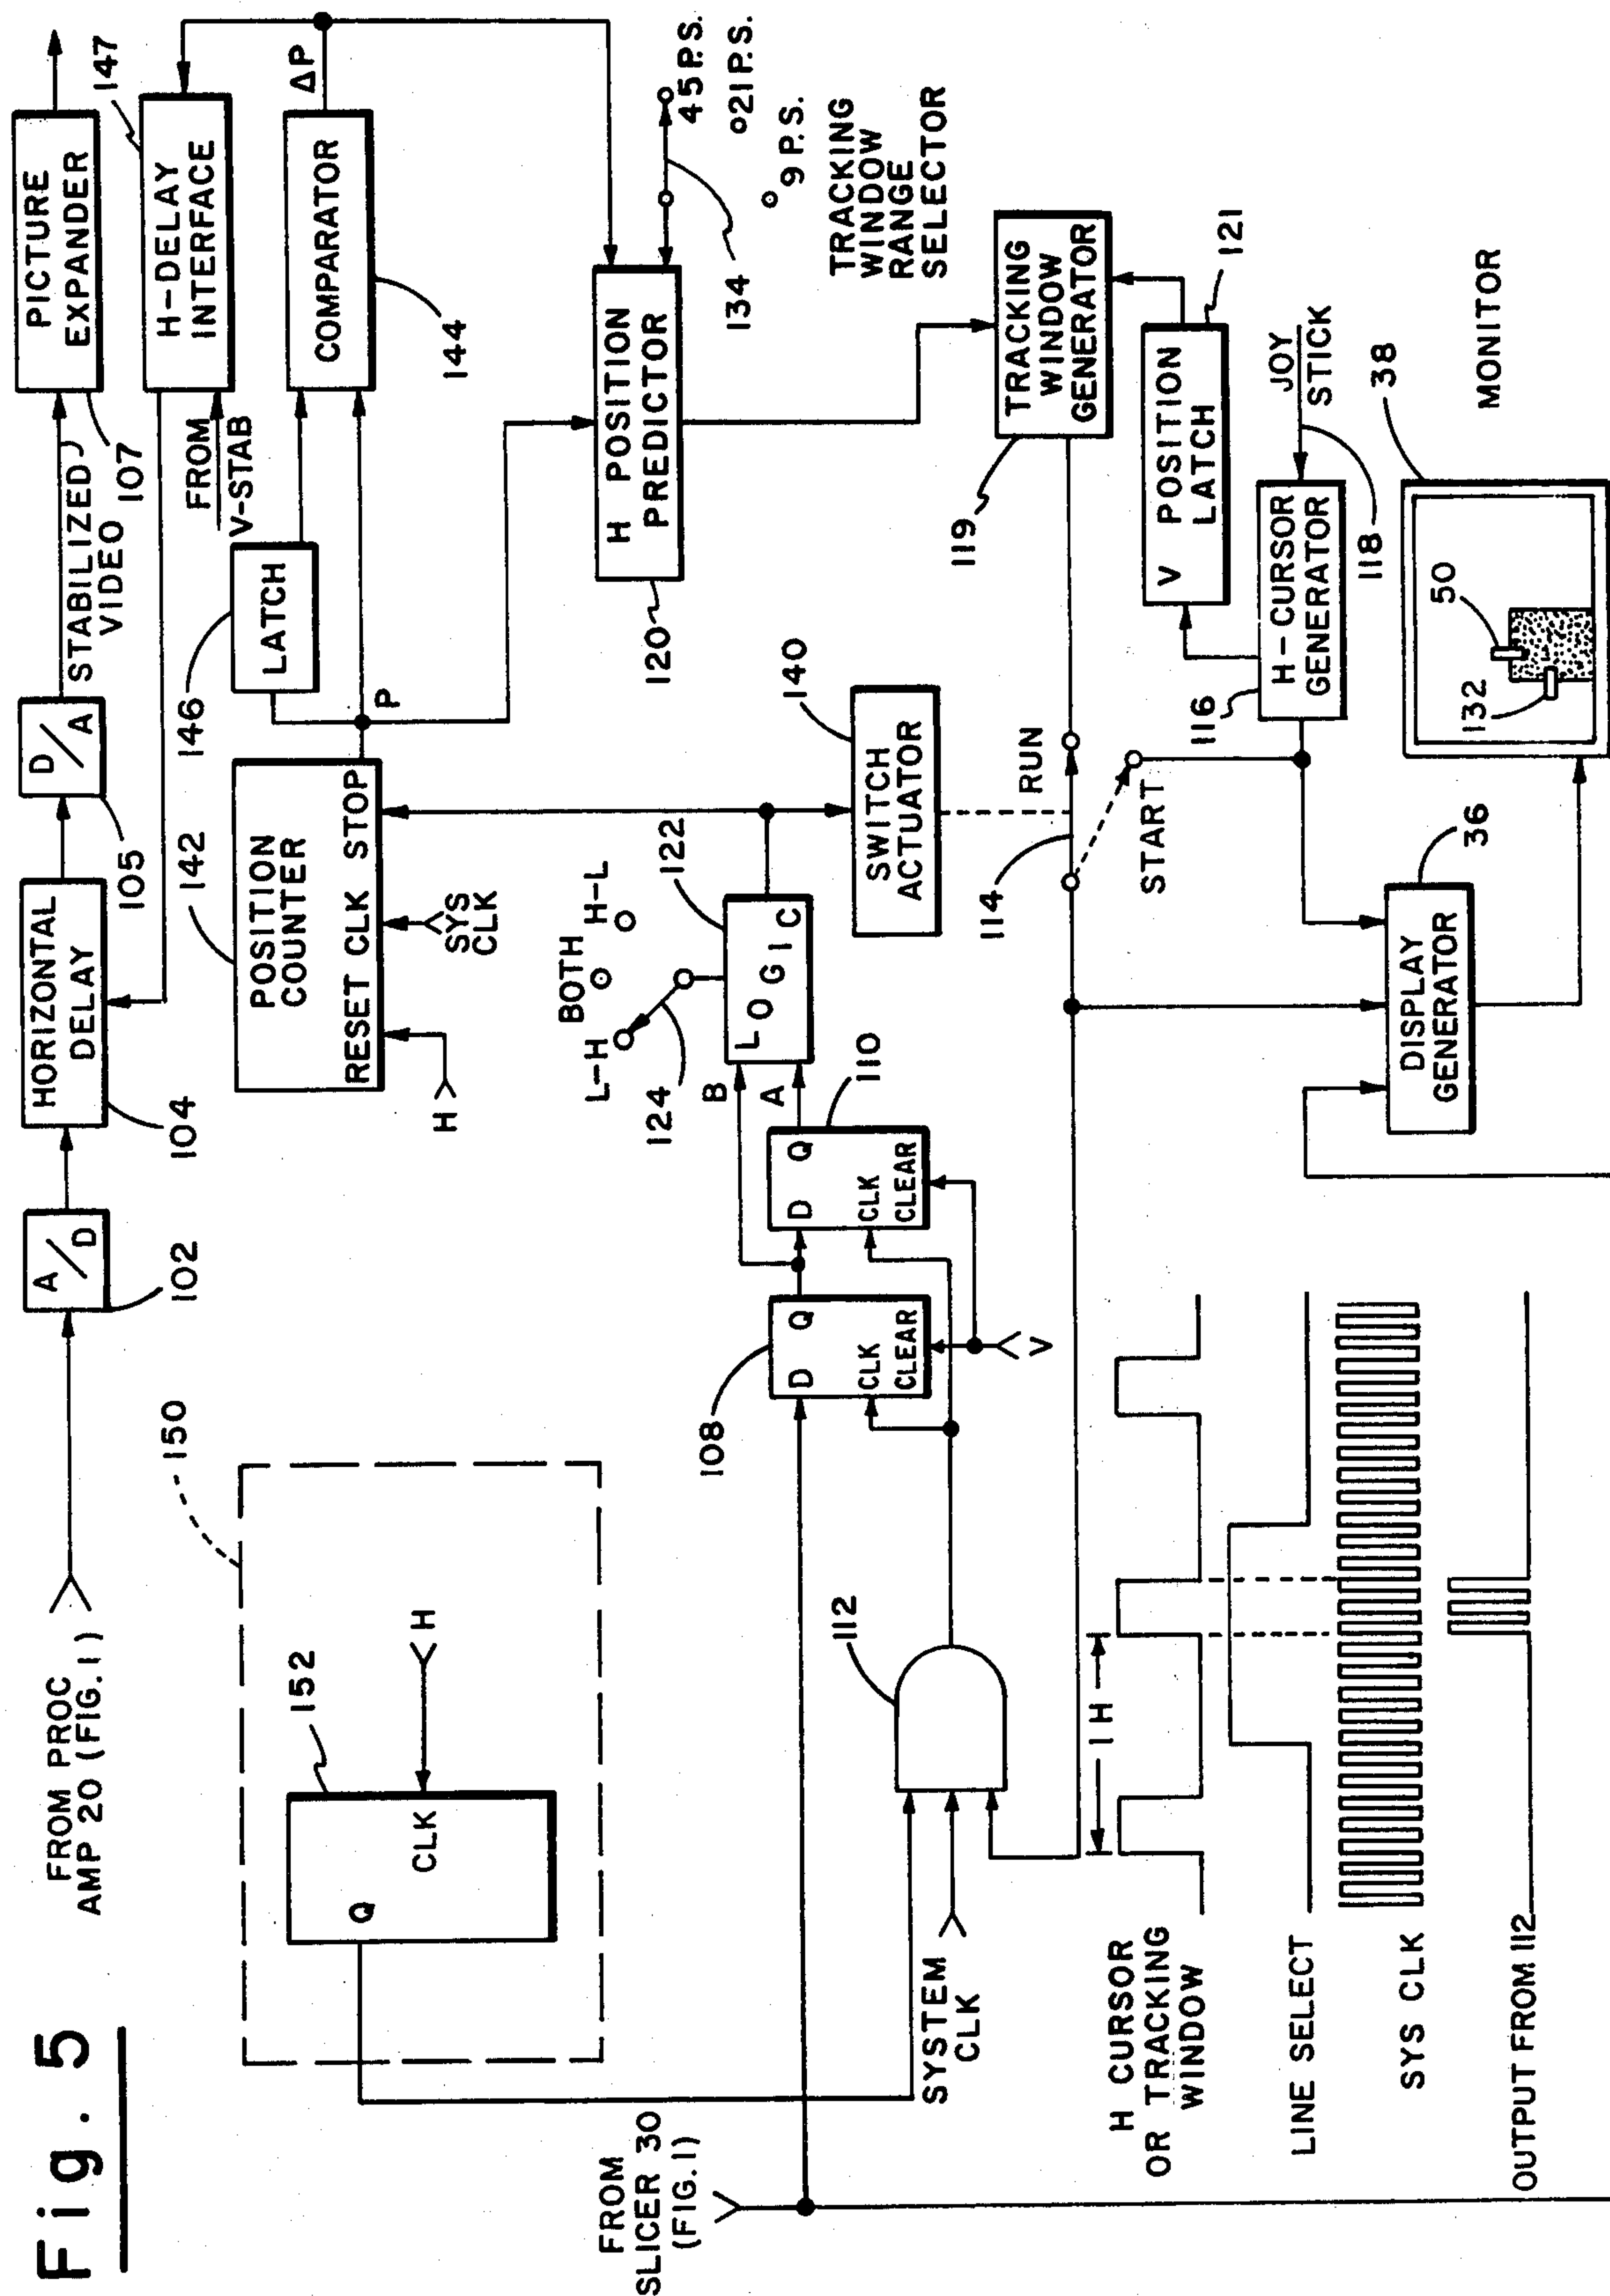 Fig. 5
FROM PROC
AMP 20 (FIG. 1)
A/D
102
HORIZONTAL
DELAY
104
D/A
105
STABILIZED
VIDEO
PICTURE
EXPANDER
107
H-DELAY
INTERFACE
147
FROM
V-STAB
150
152
Q
CLK
H
142
POSITION
COUNTER
RESET CLK STOP
H
SYS
CLK
146
LATCH
P
COMPARATOR
144
ΔP
H POSITION
PREDICTOR
120
134
45 P.S.
21 P.S.
9 P.S.
TRACKING
WINDOW
RANGE
SELECTOR
FROM
SLICER 30
(FIG. 1)
108
D Q
CLK
CLEAR
V
110
D Q
CLK
CLEAR
B
A
LOGIC
122
124
L-H
BOTH
H-L
SWITCH
ACTUATOR
140
112
SYSTEM
CLK
114
RUN
START
TRACKING
WINDOW
GENERATOR
119
V POSITION
LATCH
121
H-CURSOR
GENERATOR
116
JOY
STICK
118
DISPLAY
GENERATOR
36
38
50
132
MONITOR
H CURSOR
OR TRACKING
WINDOW
1H
LINE SELECT
SYS CLK
OUTPUT FROM 112